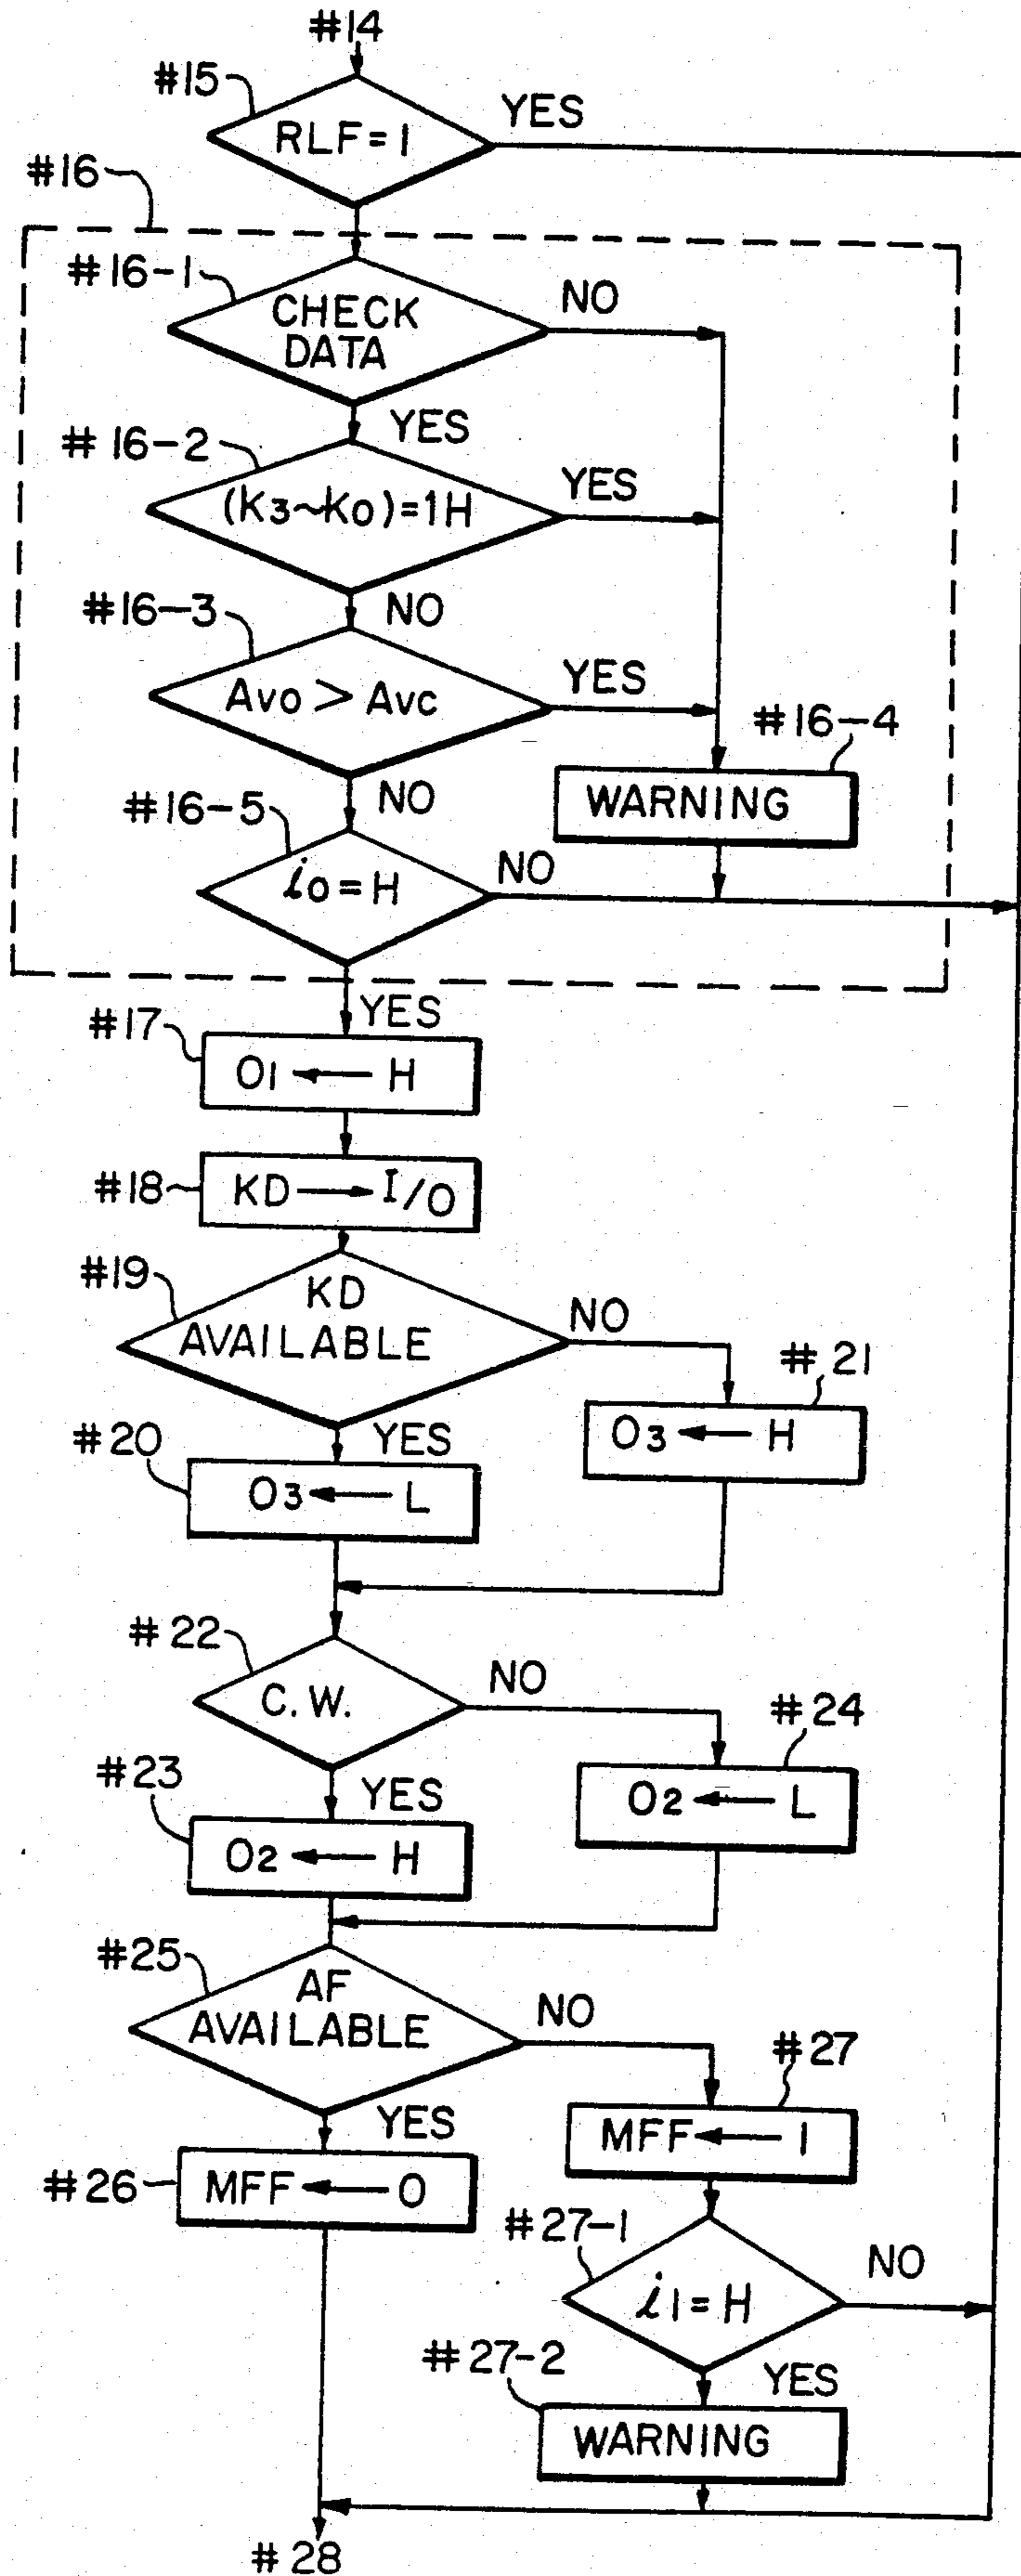 #14
#15
RLF=1
YES
#16
#16-1
CHECK
DATA
NO
YES
#16-2
(k3~k0)=1H
YES
NO
#16-3
Avo > Avc
YES
#16-4
WARNING
NO
#16-5
i0=H
NO
YES
#17
O1 ← H
#18
KD → I/O
#19
KD
AVAILABLE
NO
#21
O3 ← H
YES
#20
O3 ← L
#22
C.W.
NO
#24
O2 ← L
YES
#23
O2 ← H
#25
AF
AVAILABLE
NO
#27
MFF ← 1
YES
#26
MFF ← 0
#27-1
i1=H
NO
YES
#27-2
WARNING
#28